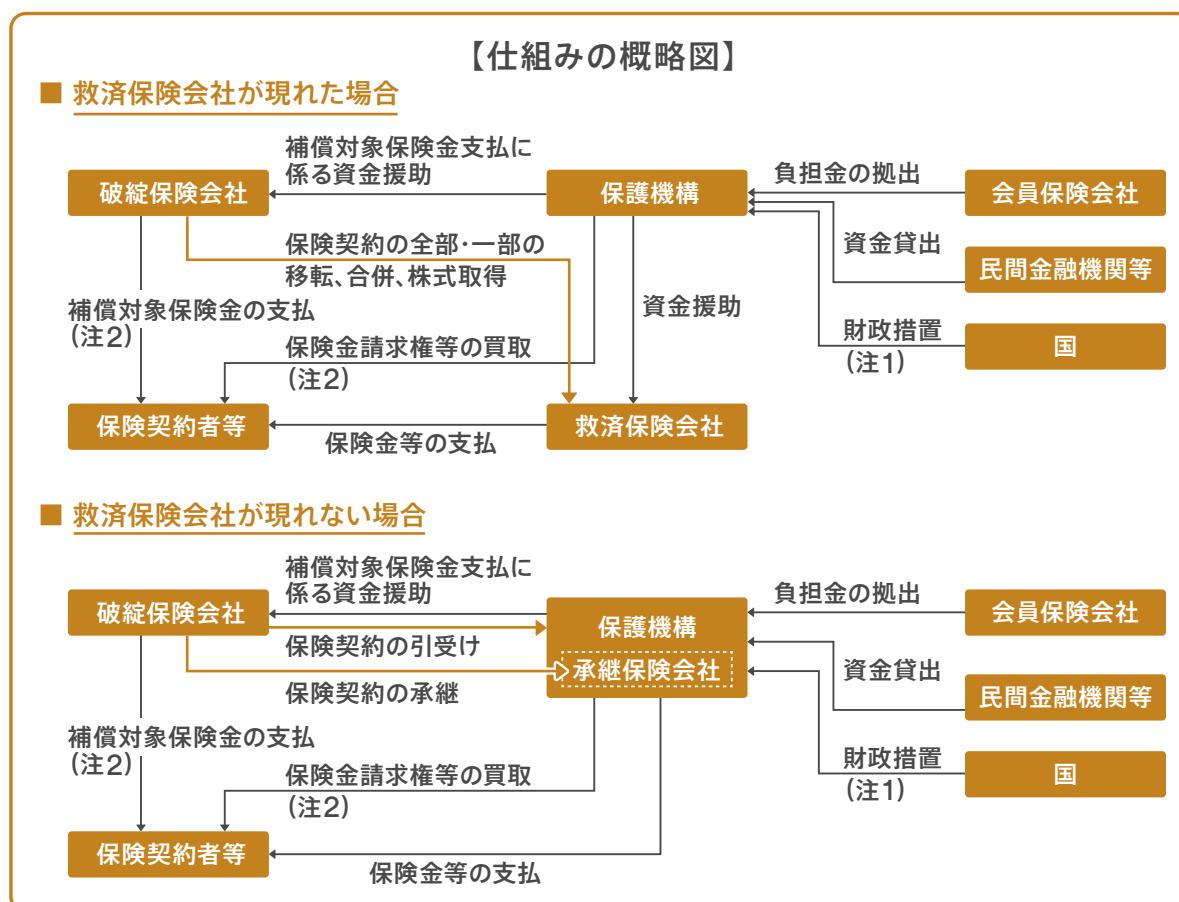 【仕組みの概略図】
■ 救済保険会社が現れた場合
補償対象保険金支払に
係る資金援助
破綻保険会社
保護機構
負担金の拠出
会員保険会社
保険契約の全部・一部の
移転、合併、株式取得
資金貸出
民間金融機関等
補償対象保険金の支払
(注2)
資金援助
保険金請求権等の買取
(注2)
財政措置
(注1)
国
保険契約者等
保険金等の支払
救済保険会社
■ 救済保険会社が現れない場合
補償対象保険金支払に
係る資金援助
破綻保険会社
保護機構
承継保険会社
負担金の拠出
会員保険会社
保険契約の引受け
保険契約の承継
資金貸出
民間金融機関等
補償対象保険金の支払
(注2)
保険金請求権等の買取
(注2)
財政措置
(注1)
国
保険契約者等
保険金等の支払